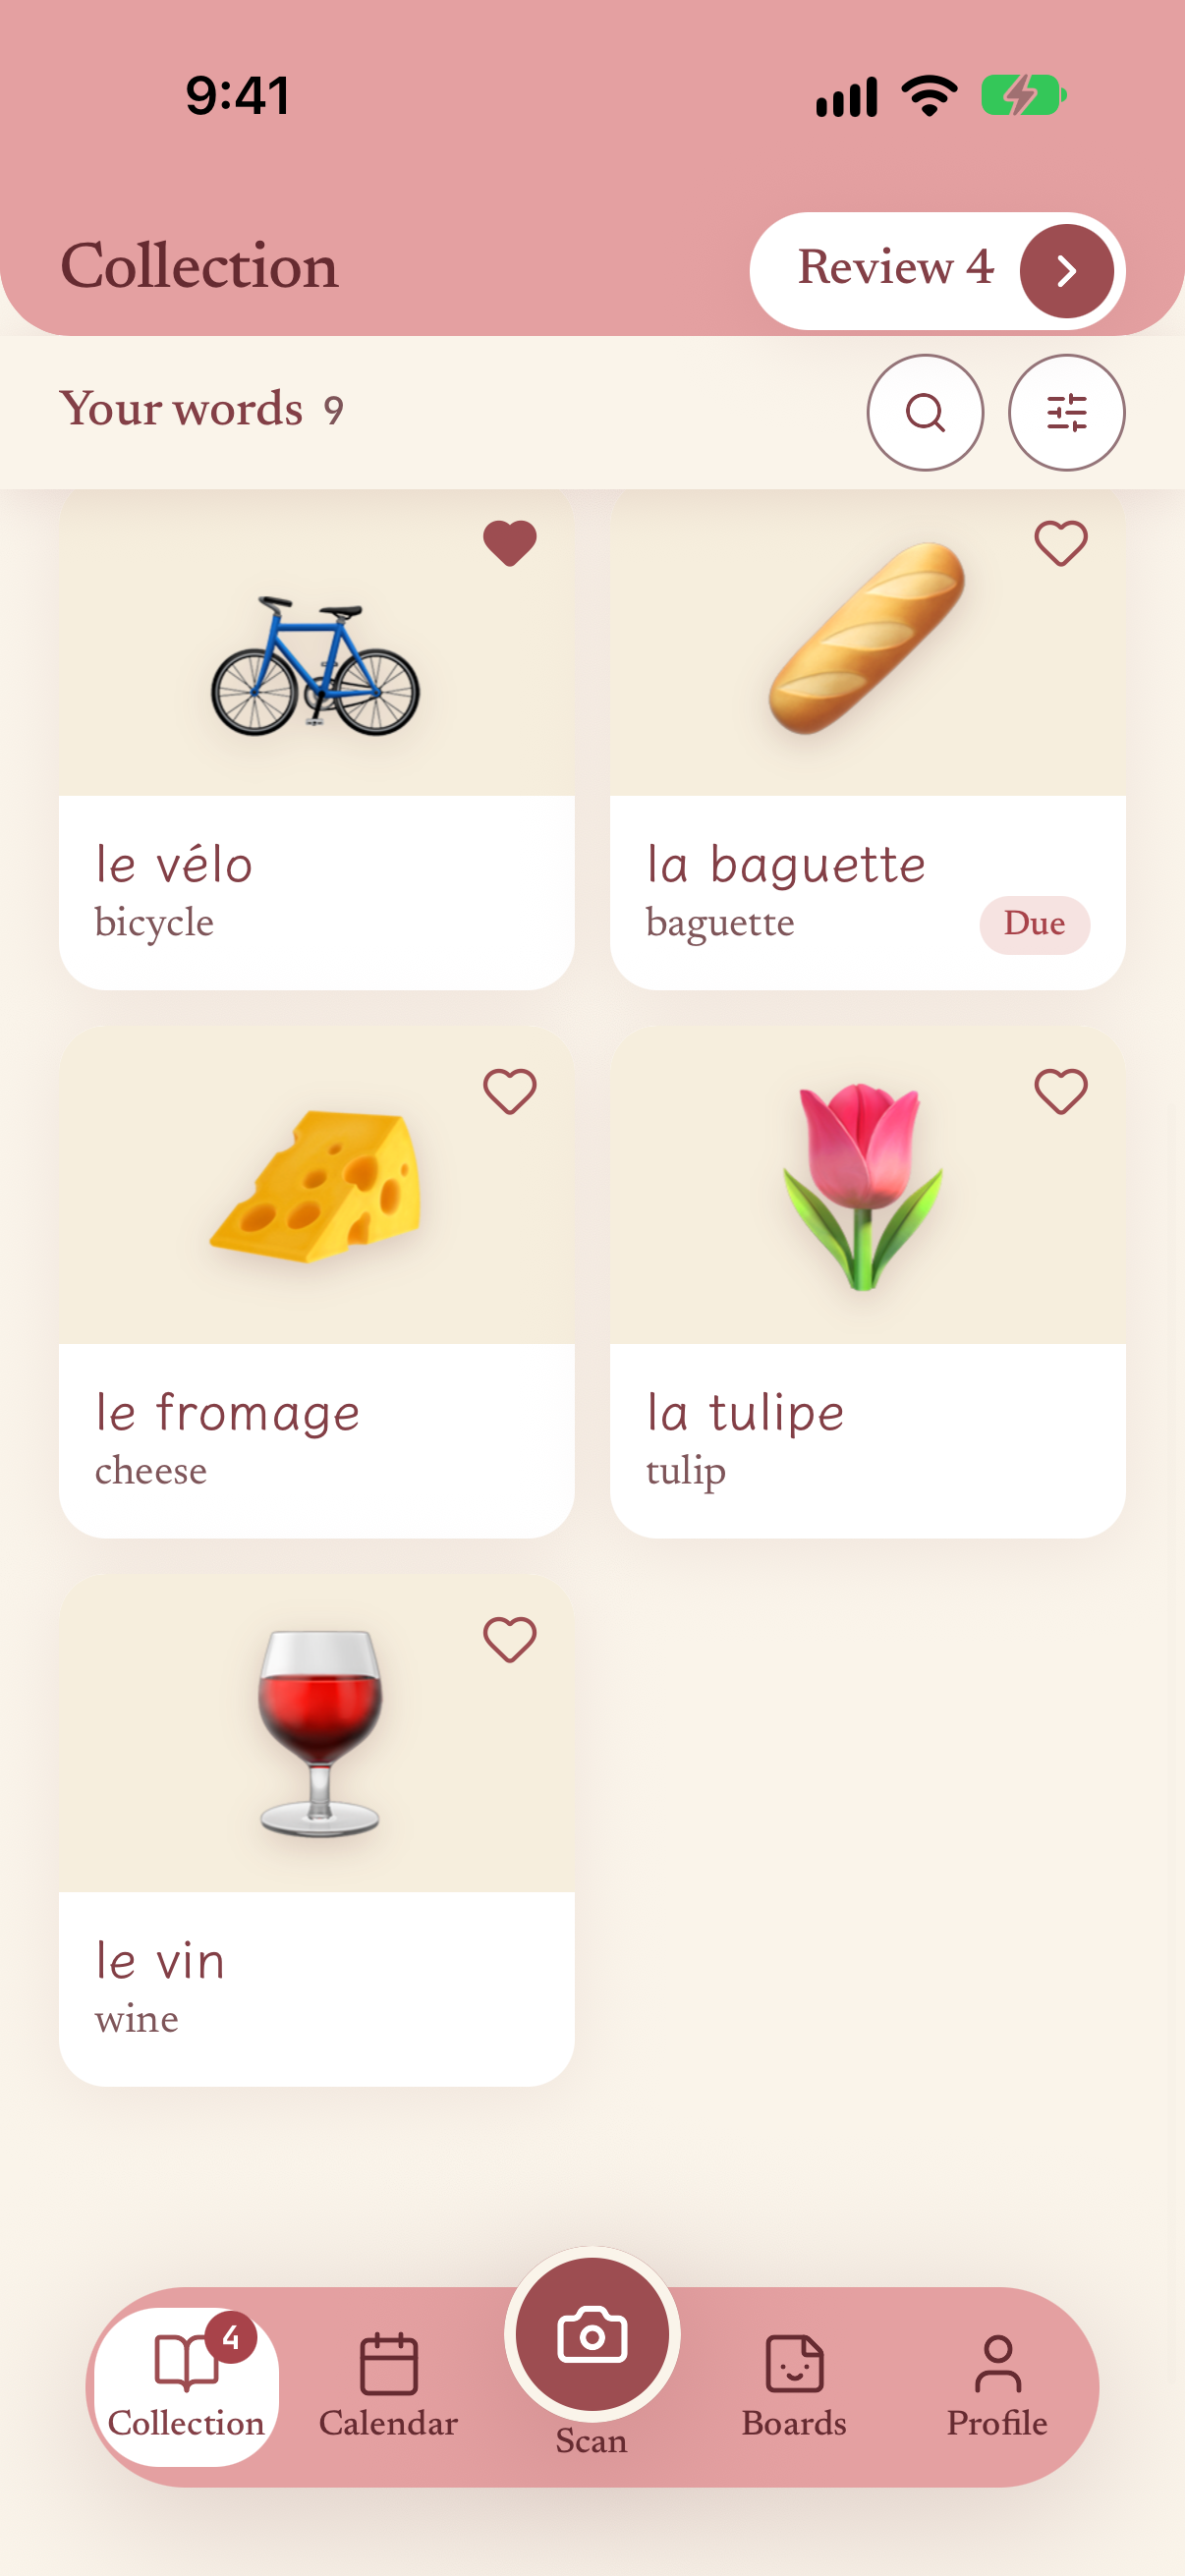 9:41
Collection
Review 4
Your words 9
le vélo
bicycle
la baguette
baguette
Due
le fromage
cheese
la tulipe
tulip
le vin
wine
4
Collection
Calendar
Scan
Boards
Profile